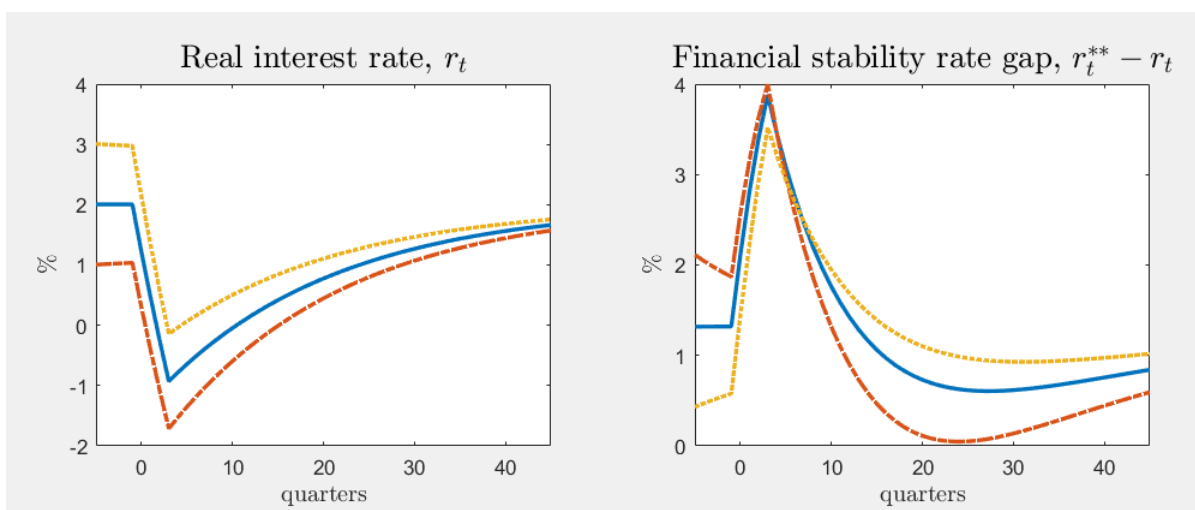 Real interest rate, r_t
4
3
2
1
0
-1
-2
%
0 10 20 30 40
quarters
Financial stability rate gap, r_t^{**} − r_t
4
3
2
1
0
%
0 10 20 30 40
quarters